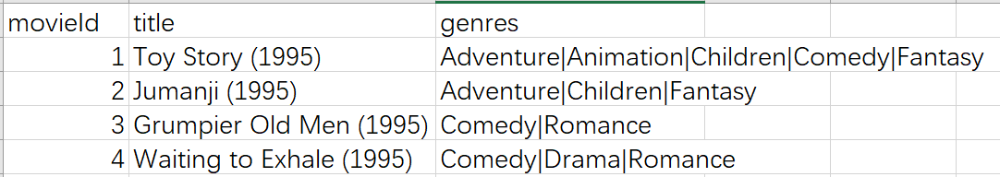 movieId title genres
1 Toy Story (1995) Adventure|Animation|Children|Comedy|Fantasy
2 Jumanji (1995) Adventure|Children|Fantasy
3 Grumpier Old Men (1995) Comedy|Romance
4 Waiting to Exhale (1995) Comedy|Drama|Romance